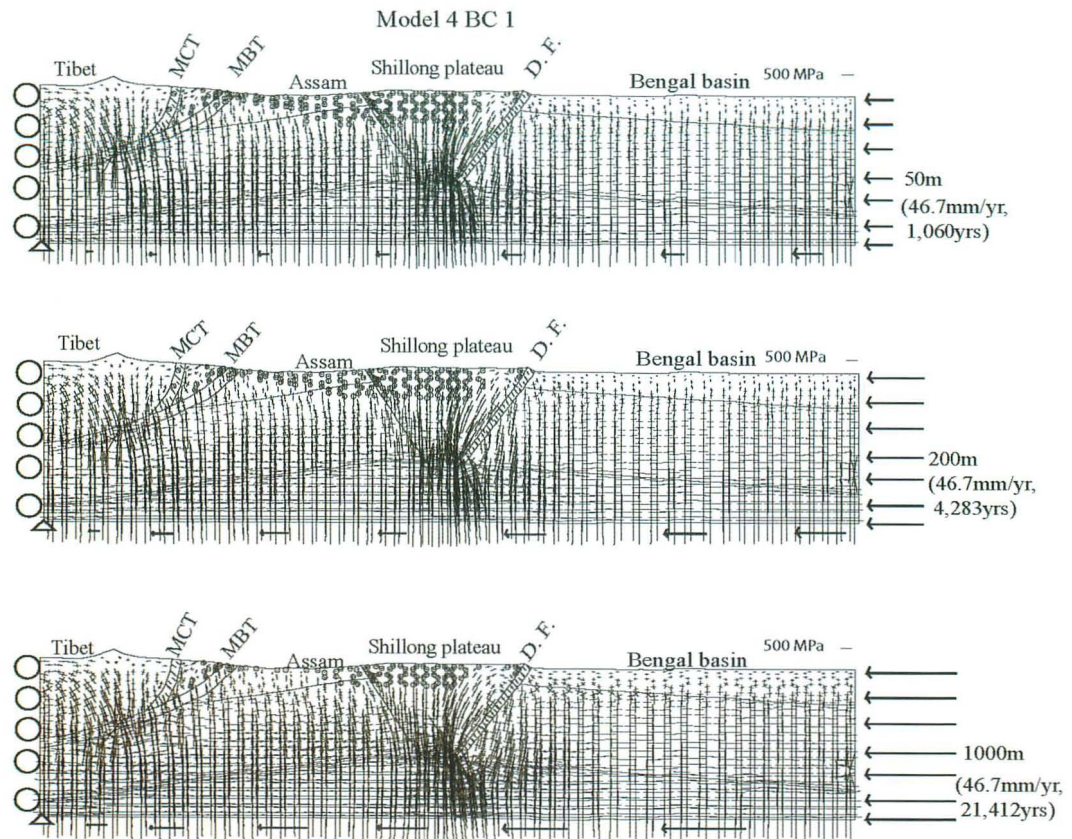 Model 4 BC 1
Tibet
MCT
MBT
Assam
Shillong plateau
D. F.
Bengal basin
500 MPa
50m
(46.7mm/yr,
1,060yrs)
Tibet
MCT
MBT
Assam
Shillong plateau
D. F.
Bengal basin
500 MPa
200m
(46.7mm/yr,
4,283yrs)
Tibet
MCT
MBT
Assam
Shillong plateau
D. F.
Bengal basin
500 MPa
1000m
(46.7mm/yr,
21,412yrs)